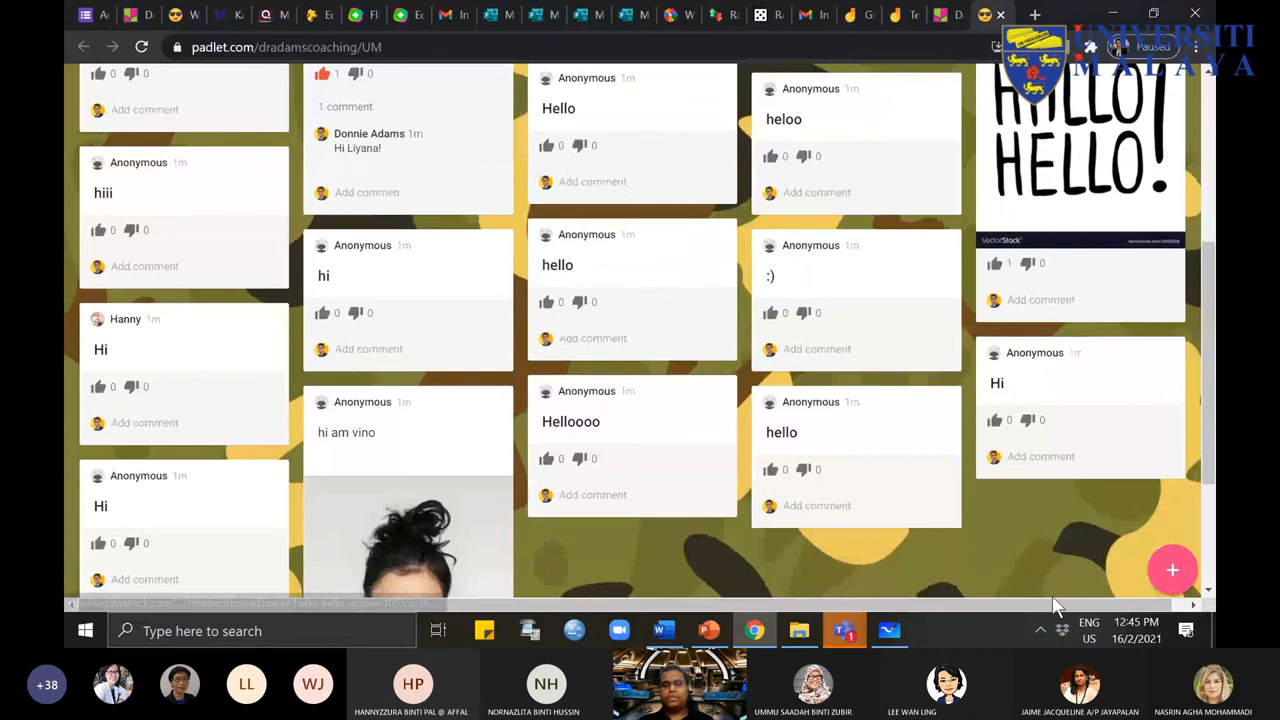 padlet.com/dradamscoaching/UM
Paused
UNIVERSITI
MALAYA
0 0
Add comment
Anonymous 1m
hiii
0 0
Add comment
Hanny 1m
Hi
0 0
Add comment
Anonymous 1m
Hi
0 0
Add comment
1 0
1 comment
Donnie Adams 1m
Hi Liyana!
Add commen
Anonymous 1m
hi
0 0
Add comment
Anonymous 1m
hi am vino
Anonymous 1m
Hello
0 0
Add comment
Anonymous 1m
hello
0 0
Add comment
Anonymous 1m
Helloooo
0 0
Add comment
Anonymous 1m
heloo
0 0
Add comment
Anonymous 1m
:)
0 0
Add comment
Anonymous 1m
hello
0 0
Add comment
HELLO!
HELLO!
VectorStock
1 0
Add comment
Anonymous 1m
Hi
0 0
Add comment
+
Type here to search
1
ENG
US
12:45 PM
16/2/2021
+38
LL
WJ
HP
HANNYZZURA BINTI PAL @ AFFAL
NH
NORNAZLITA BINTI HUSSIN
UMMU SAADAH BINTI ZUBIR
LEE WAN LING
JAIME JACQUELINE A/P JAYAPALAN
NASRIN AGHA MOHAMMADI